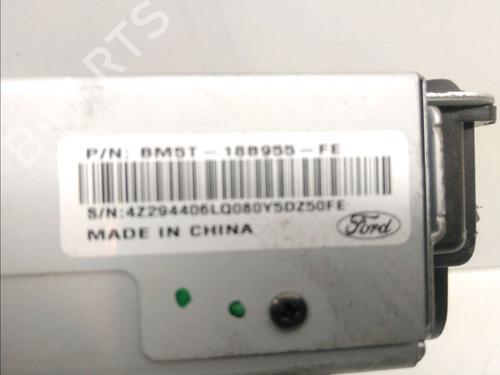 P/N: BM5T-18B955-FE
S/N:4Z294406LQ080Y5DZ50FE
MADE IN CHINA
Ford